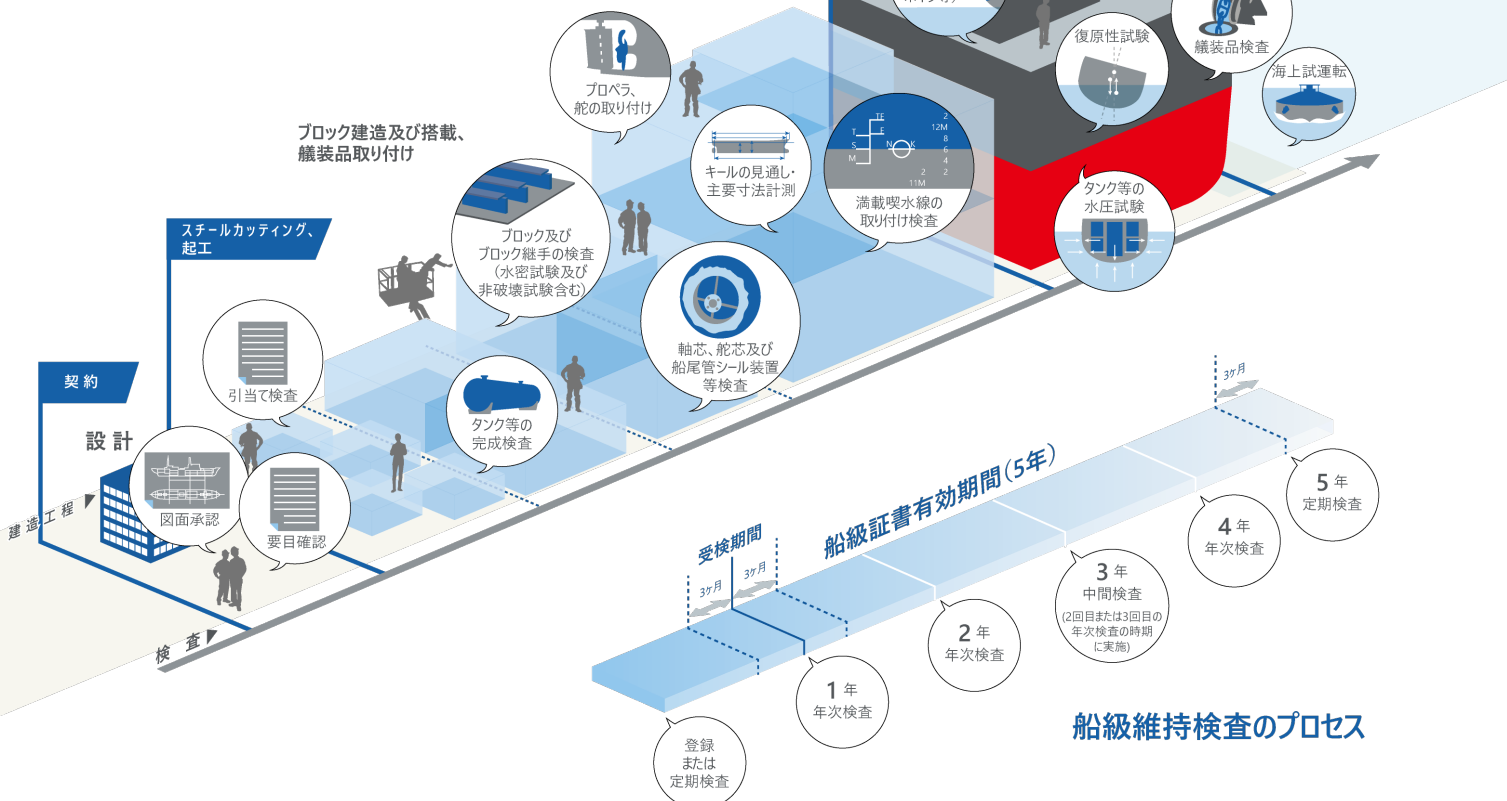 復原性試験
艤装品検査
海上試運転
プロペラ、
舵の取り付け
ブロック建造及び搭載、
艤装品取り付け
キールの見通し・
主要寸法計測
TF
F
T
S
M
N
K
2
12M
8
6
4
2
2
11M
満載喫水線の
取り付け検査
タンク等の
水圧試験
ブロック及び
ブロック継手の検査
(水密試験及び
非破壊試験含む)
スチールカッティング、
起工
軸芯、舵芯及び
船尾管シール装置
等検査
契約
引当て検査
タンク等の
完成検査
設計
図面承認
要目確認
建造工程
検査
3ケ月
船級証書有効期間(5年)
受検期間
3ケ月
3ケ月
5年
定期検査
4年
年次検査
3年
中間検査
(2回目または3回目の
年次検査の時期
に実施)
2年
年次検査
1年
年次検査
登録
または
定期検査
船級維持検査のプロセス